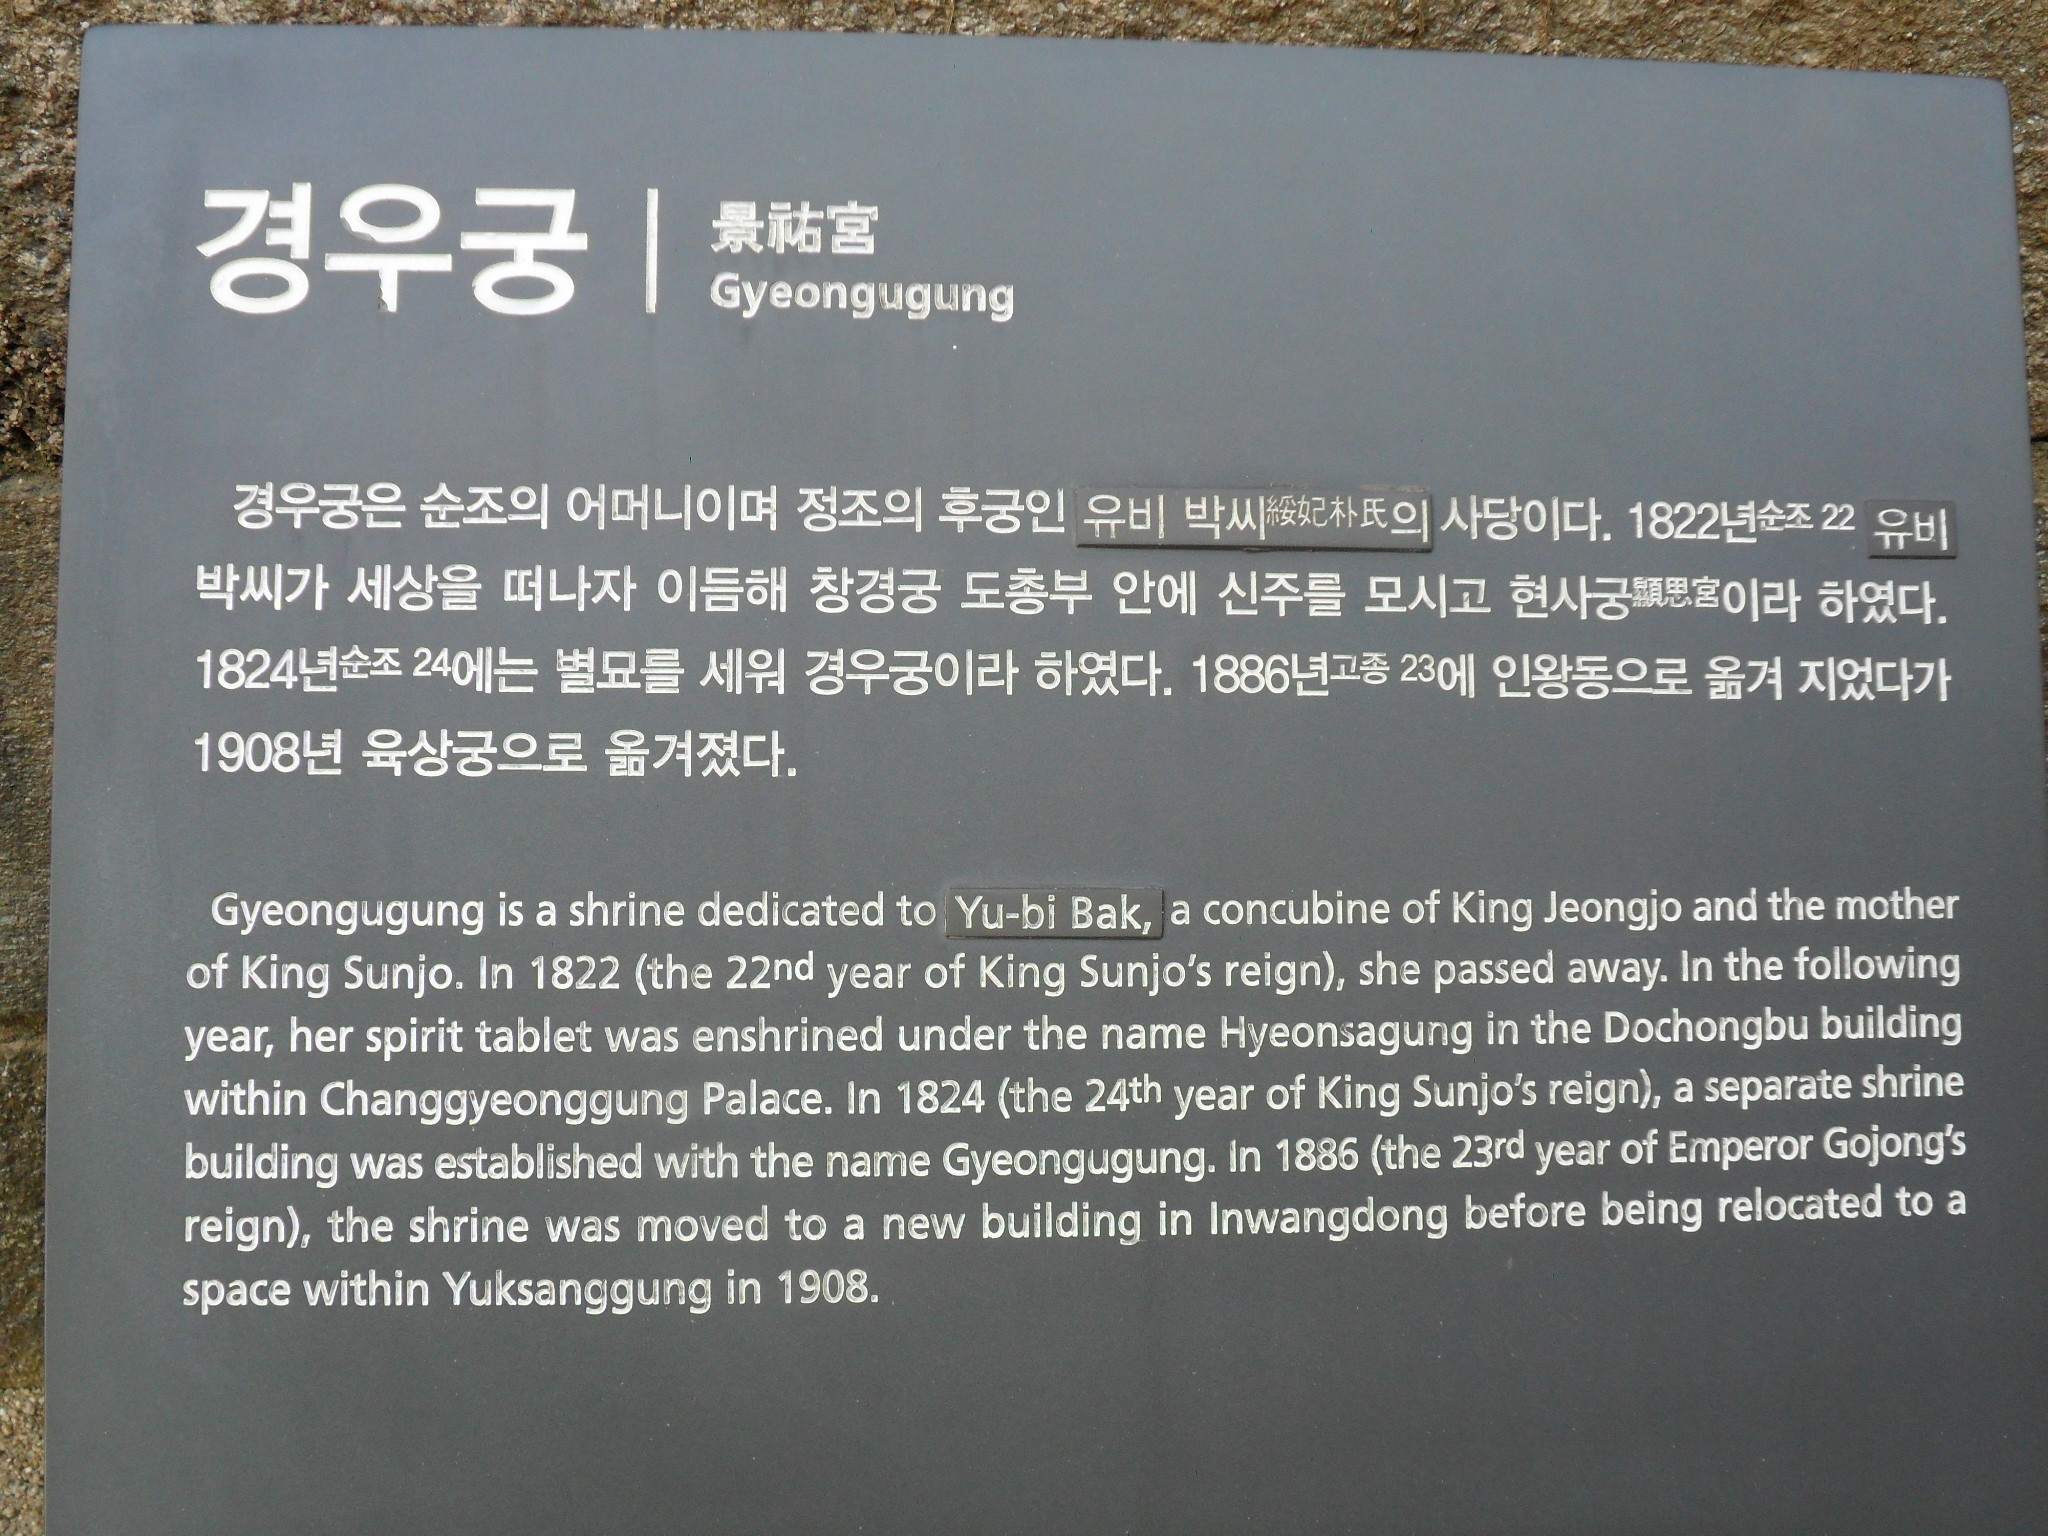 경우궁 | 景祐宮
Gyeongugung
경우궁은 순조의 어머니이며 정조의 후궁인 유비 박씨綏妃朴氏의 사당이다. 1822년순조 22 유비
박씨가 세상을 떠나자 이듬해 창경궁 도총부 안에 신주를 모시고 현사궁顯思宮이라 하였다.
1824년순조 24에는 별묘를 세워 경우궁이라 하였다. 1886년고종 23에 인왕동으로 옮겨 지었다가
1908년 육상궁으로 옮겨졌다.
Gyeongugung is a shrine dedicated to Yu-bi Bak, a concubine of King Jeongjo and the mother
of King Sunjo. In 1822 (the 22nd year of King Sunjo's reign), she passed away. In the following
year, her spirit tablet was enshrined under the name Hyeonsagung in the Dochongbu building
within Changgyeonggung Palace. In 1824 (the 24th year of King Sunjo's reign), a separate shrine
building was established with the name Gyeongugung. In 1886 (the 23rd year of Emperor Gojong's
reign), the shrine was moved to a new building in Inwangdong before being relocated to a
space within Yuksanggung in 1908.